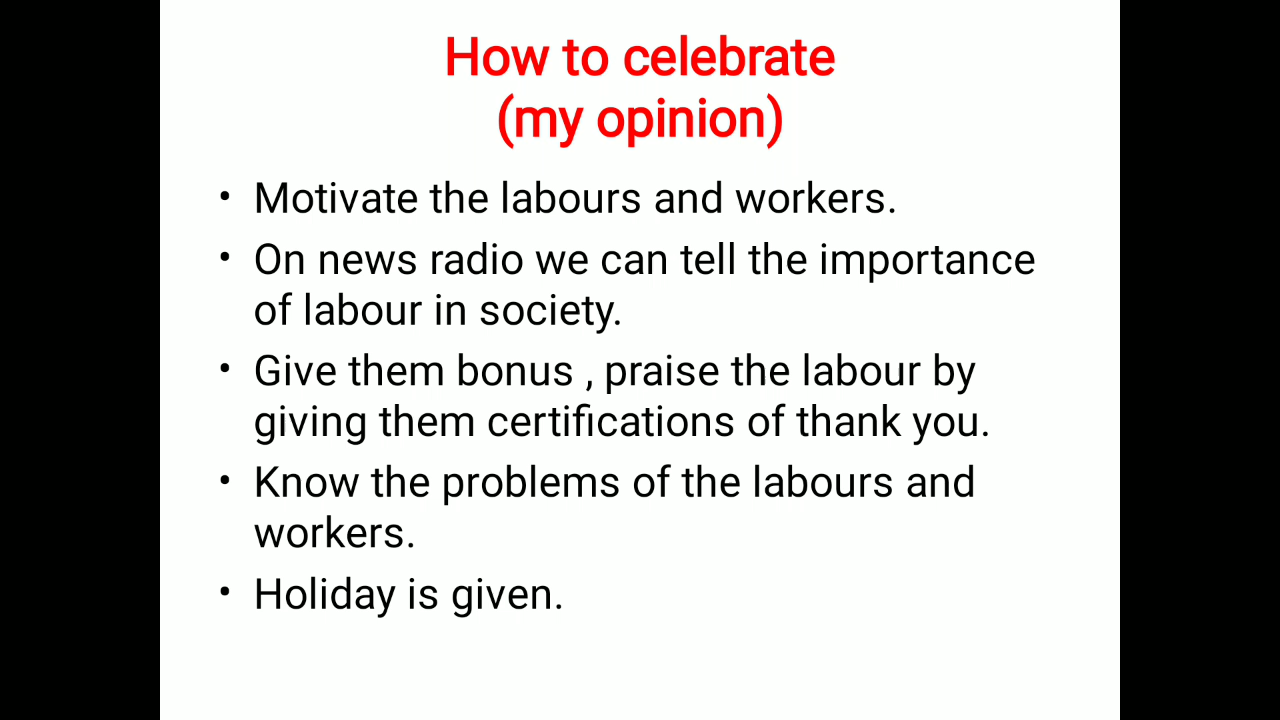 How to celebrate
(my opinion)
• Motivate the labours and workers.
• On news radio we can tell the importance
of labour in society.
• Give them bonus , praise the labour by
giving them certifications of thank you.
• Know the problems of the labours and
workers.
• Holiday is given.